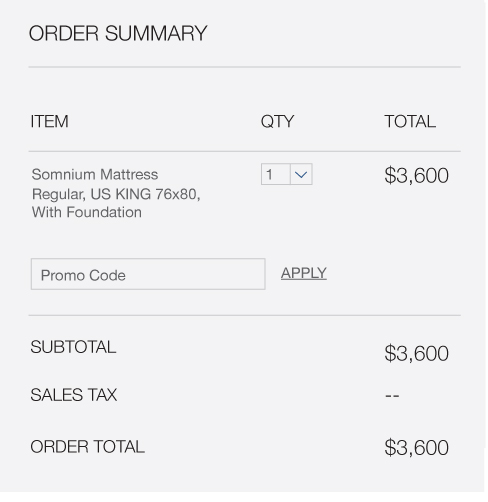 ORDER SUMMARY
ITEM QTY TOTAL
Somnium Mattress 1 $3,600
Regular, US KING 76x80,
With Foundation
Promo Code APPLY
SUBTOTAL $3,600
SALES TAX --
ORDER TOTAL $3,600